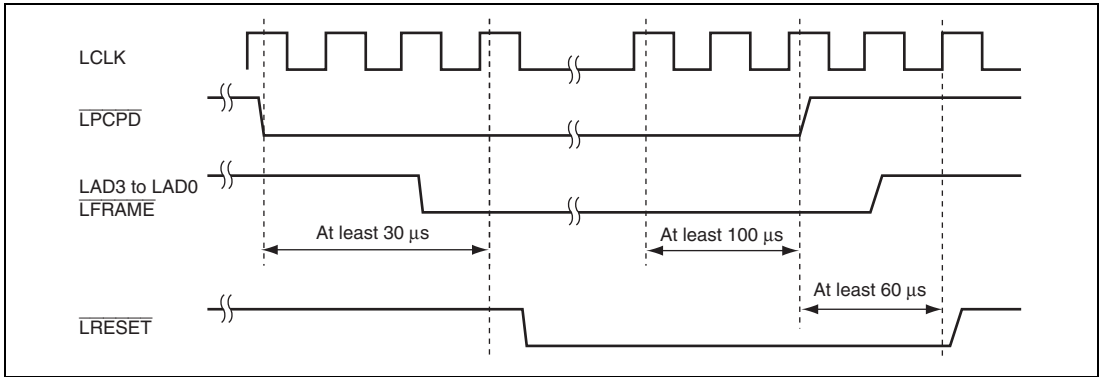 LCLK
LPCPD
LAD3 to LAD0
LFRAME
At least 30 μs
At least 100 μs
At least 60 μs
LRESET